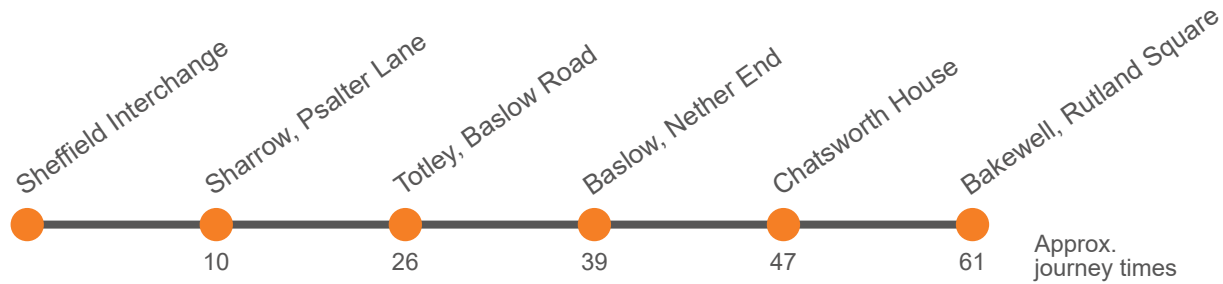 Sheffield Interchange
Sharrow, Psalter Lane
Totley, Baslow Road
Baslow, Nether End
Chatsworth House
Bakewell, Rutland Square
10
26
39
47
61
Approx.
journey times